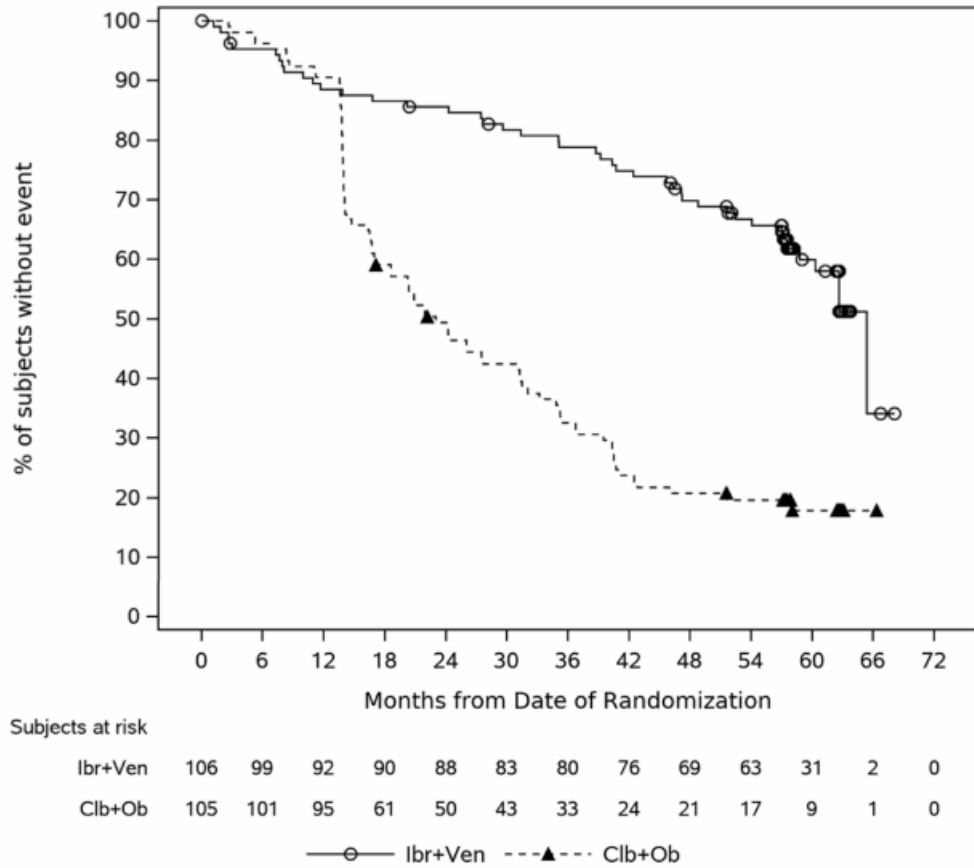 100
90
80
70
60
50
40
30
20
10
0
% of subjects without event
0 6 12 18 24 30 36 42 48 54 60 66 72
Months from Date of Randomization
Subjects at risk
Ibr+Ven 106 99 92 90 88 83 80 76 69 63 31 2 0
Clb+Ob 105 101 95 61 50 43 33 24 21 17 9 1 0
Ibr+Ven Clb+Ob